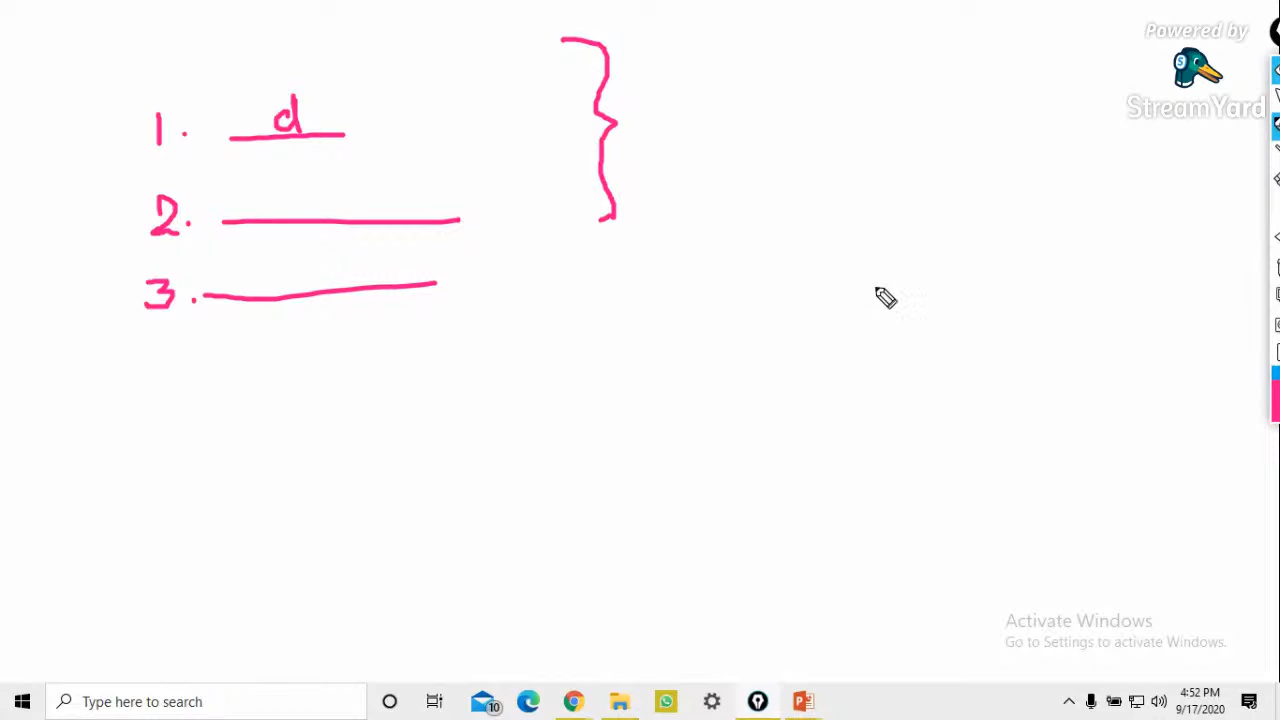 Powered by
StreamYard
1. d
2.
3.
Activate Windows
Go to Settings to activate Windows.
Type here to search
10
4:52 PM
9/17/2020